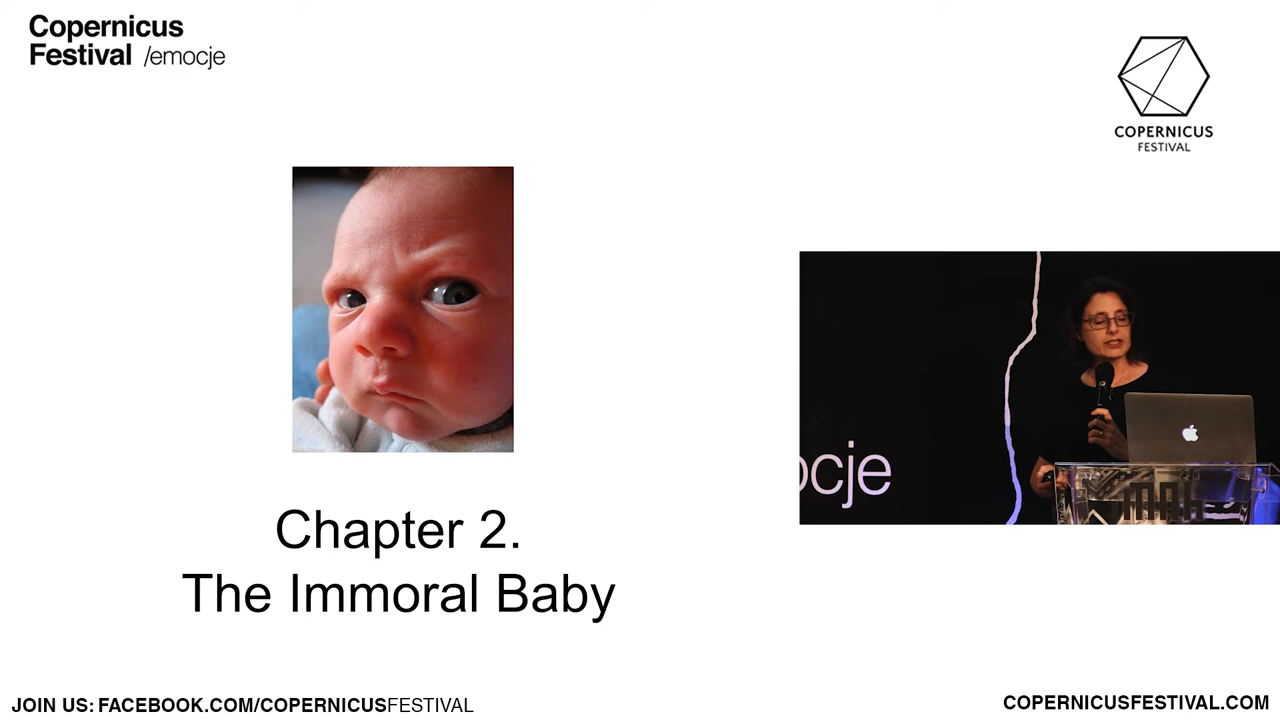 Copernicus
Festival /emocje
COPERNICUS
FESTIVAL
ocje
Chapter 2.
The Immoral Baby
JOIN US: FACEBOOK.COM/COPERNICUSFESTIVAL
COPERNICUSFESTIVAL.COM